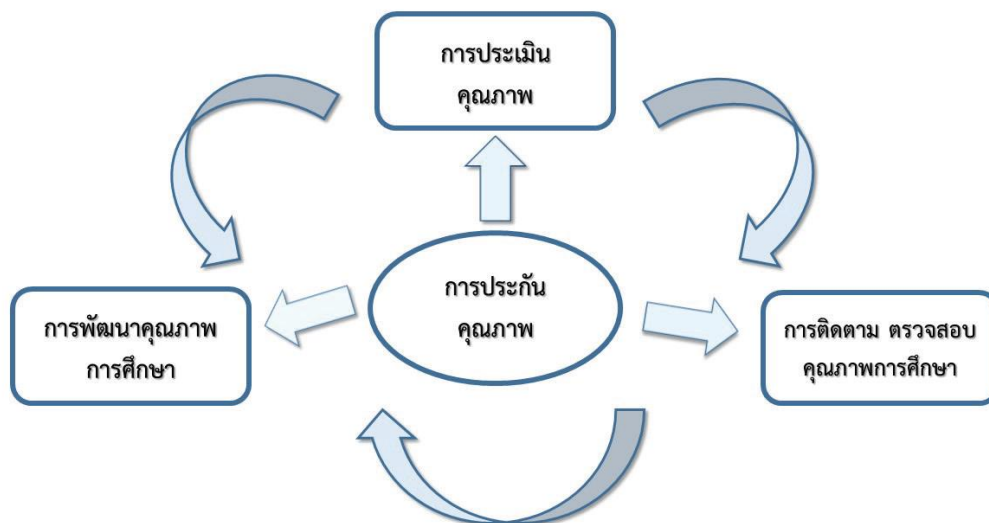 การประเมิน
คุณภาพ
การประกัน
คุณภาพ
การพัฒนาคุณภาพ
การศึกษา
การติดตาม ตรวจสอบ
คุณภาพการศึกษา